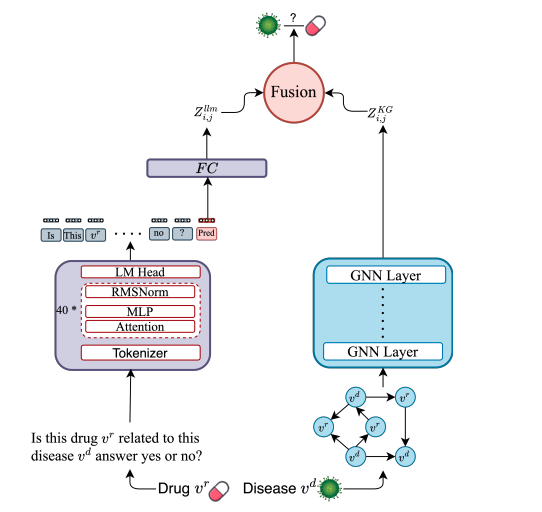 ?
Fusion
Z_{i,j}^{llm}
Z_{i,j}^{KG}
FC
Is This v^r .... no ? Pred
LM Head
RMSNorm
40 *
MLP
Attention
Tokenizer
GNN Layer
GNN Layer
v^d v^r
v^r v^r
v^d v^d
Is this drug v^r related to this
disease v^d answer yes or no?
Drug v^r
Disease v^d